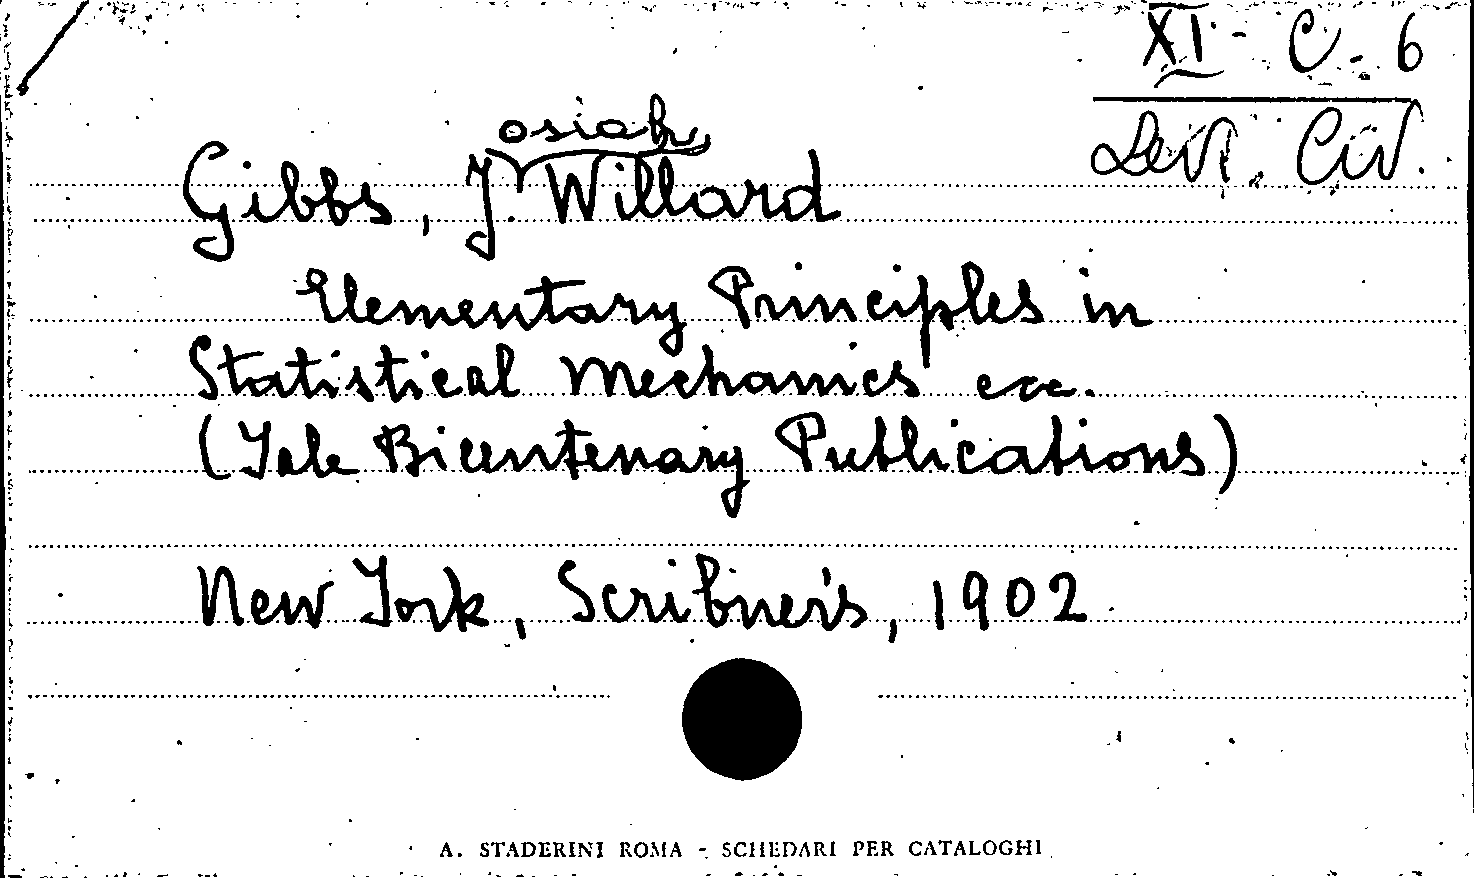 XI - C - 6
Lev. Civ.
osiah
Gibbs, J. Willard
Elementary Principles in
Statistical Mechanics ecc.
(Yale Bicentenary Publications)
New York, Scribner's, 1902
A. STADERINI ROMA - SCHEDARI PER CATALOGHI